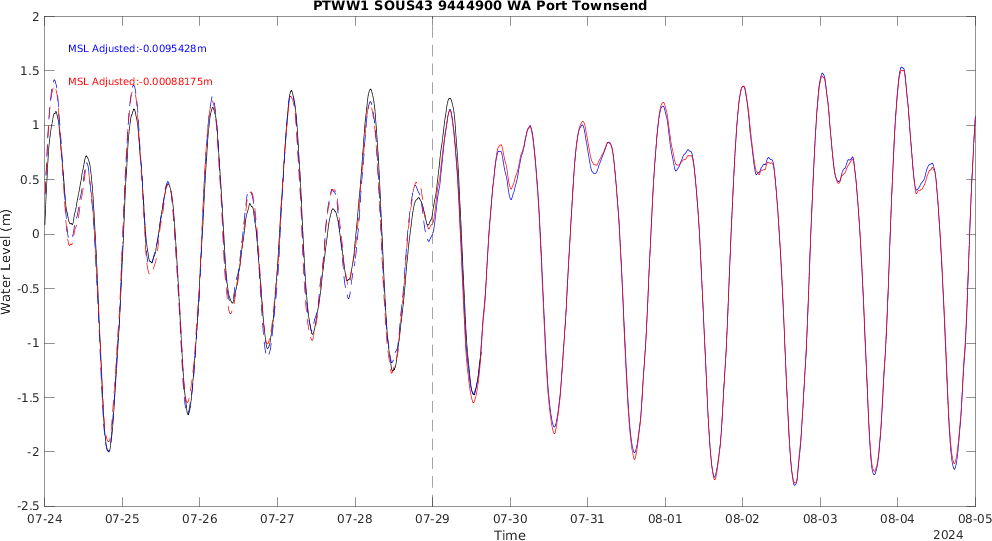 PTWW1 SOUS43 9444900 WA Port Townsend
MSL Adjusted:-0.0095428m
MSL Adjusted:-0.00088175m
Water Level (m)
2
1.5
1
0.5
0
-0.5
-1
-1.5
-2
-2.5
07-24 07-25 07-26 07-27 07-28 07-29 07-30 07-31 08-01 08-02 08-03 08-04 08-05
Time
2024